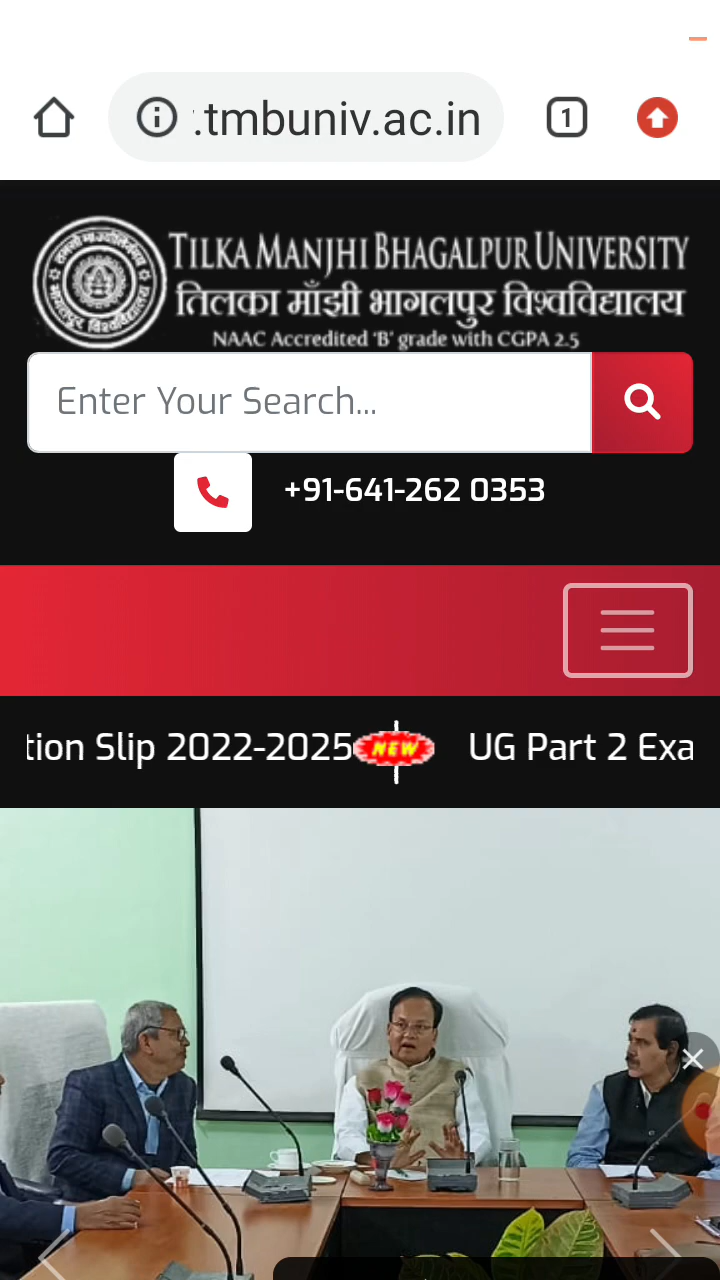 .tmbuniv.ac.in
1
TILKA MANJHI BHAGALPUR UNIVERSITY
तिलका माँझी भागलपुर विश्वविद्यालय
NAAC Accredited 'B' grade with CGPA 2.5
Enter Your Search...
+91-641-262 0353
tion Slip 2022-2025 NEW UG Part 2 Exa